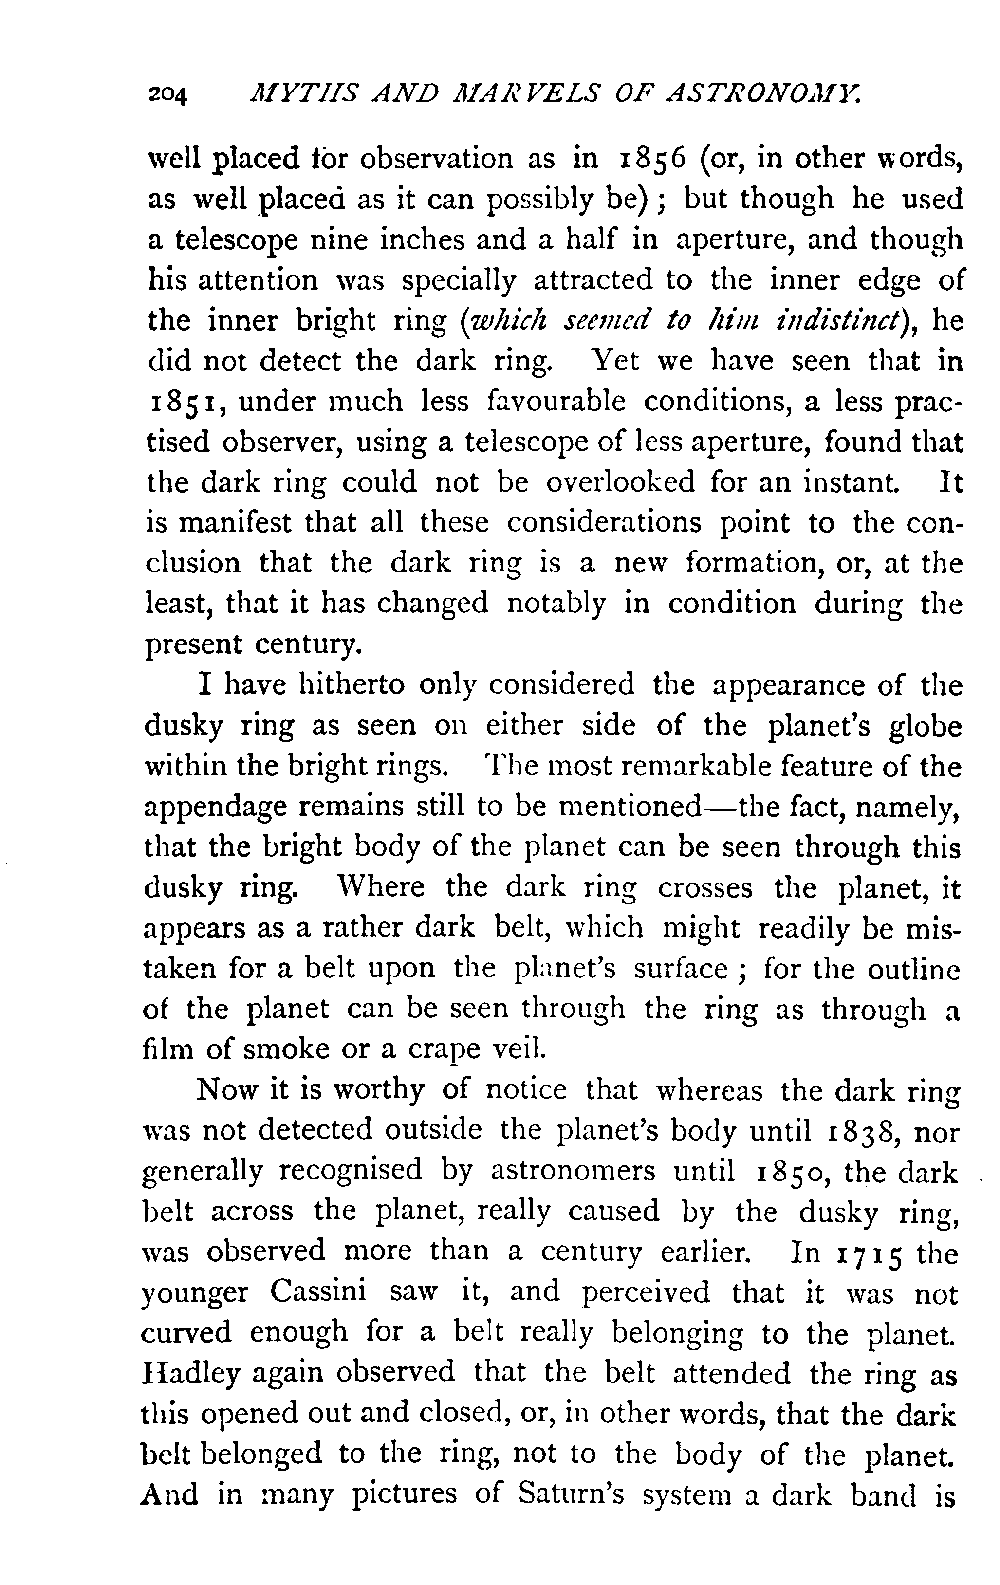 204 MYTHS AND MARVELS OF ASTRONOMY.
well placed for observation as in 1856 (or, in other words,
as well placed as it can possibly be) ; but though he used
a telescope nine inches and a half in aperture, and though
his attention was specially attracted to the inner edge of
the inner bright ring (which seemed to him indistinct), he
did not detect the dark ring. Yet we have seen that in
1851, under much less favourable conditions, a less prac-
tised observer, using a telescope of less aperture, found that
the dark ring could not be overlooked for an instant. It
is manifest that all these considerations point to the con-
clusion that the dark ring is a new formation, or, at the
least, that it has changed notably in condition during the
present century.
I have hitherto only considered the appearance of the
dusky ring as seen on either side of the planet's globe
within the bright rings. The most remarkable feature of the
appendage remains still to be mentioned—the fact, namely,
that the bright body of the planet can be seen through this
dusky ring. Where the dark ring crosses the planet, it
appears as a rather dark belt, which might readily be mis-
taken for a belt upon the planet's surface ; for the outline
of the planet can be seen through the ring as through a
film of smoke or a crape veil.
Now it is worthy of notice that whereas the dark ring
was not detected outside the planet's body until 1838, nor
generally recognised by astronomers until 1850, the dark
belt across the planet, really caused by the dusky ring,
was observed more than a century earlier. In 1715 the
younger Cassini saw it, and perceived that it was not
curved enough for a belt really belonging to the planet.
Hadley again observed that the belt attended the ring as
this opened out and closed, or, in other words, that the dark
belt belonged to the ring, not to the body of the planet.
And in many pictures of Saturn's system a dark band is